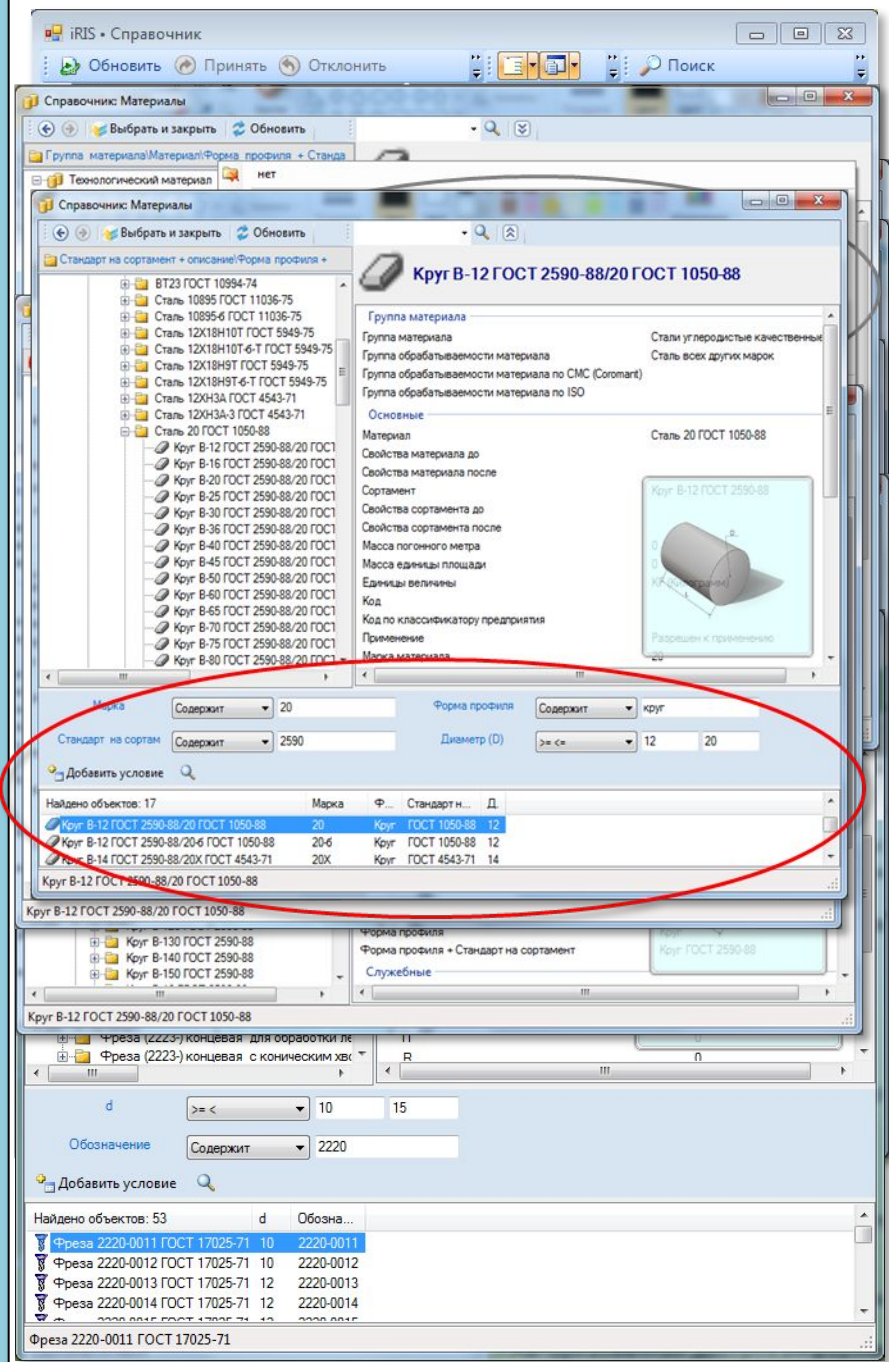 iRIS • Справочник
Обновить Принять Отклонить Поиск
Справочник: Материалы
Выбрать и закрыть Обновить
Группа материала\Материал\Форма профиля + Станда
Технологический материал нет
Справочник: Материалы
Выбрать и закрыть Обновить
Стандарт на сортамент + описание\Форма профиля +
ВТ23 ГОСТ 10994-74
Сталь 10895 ГОСТ 11036-75
Сталь 10895-б ГОСТ 11036-75
Сталь 12Х18Н10Т ГОСТ 5949-75
Сталь 12Х18Н10Т-б-Т ГОСТ 5949-75
Сталь 12Х18Н9Т ГОСТ 5949-75
Сталь 12Х18Н9Т-б-Т ГОСТ 5949-75
Сталь 12ХН3А ГОСТ 4543-71
Сталь 12ХН3А-3 ГОСТ 4543-71
Сталь 20 ГОСТ 1050-88
Круг В-12 ГОСТ 2590-88/20 ГОСТ
Круг В-16 ГОСТ 2590-88/20 ГОСТ
Круг В-20 ГОСТ 2590-88/20 ГОСТ
Круг В-25 ГОСТ 2590-88/20 ГОСТ
Круг В-30 ГОСТ 2590-88/20 ГОСТ
Круг В-36 ГОСТ 2590-88/20 ГОСТ
Круг В-40 ГОСТ 2590-88/20 ГОСТ
Круг В-45 ГОСТ 2590-88/20 ГОСТ
Круг В-50 ГОСТ 2590-88/20 ГОСТ
Круг В-60 ГОСТ 2590-88/20 ГОСТ
Круг В-65 ГОСТ 2590-88/20 ГОСТ
Круг В-70 ГОСТ 2590-88/20 ГОСТ
Круг В-75 ГОСТ 2590-88/20 ГОСТ
Круг В-80 ГОСТ 2590-88/20 ГОСТ
Круг В-12 ГОСТ 2590-88/20 ГОСТ 1050-88
Группа материала
Группа материала Стали углеродистые качественные
Группа обрабатываемости материала Сталь всех других марок
Группа обрабатываемости материала по СМС (Coromant)
Группа обрабатываемости материала по ISO
Основные
Материал Сталь 20 ГОСТ 1050-88
Свойства материала до
Свойства материала после
Сортамент Круг В-12 ГОСТ 2590-88
Свойства сортамента до
Свойства сортамента после
Масса погонного метра 0
Масса единицы площади 0
Единицы величины КГ (Килограмм)
Код
Код по классификатору предприятия
Применение Разрешен к применению
Марка материала 20
Марка Содержит 20 Форма профиля Содержит круг
Стандарт на сортам Содержит 2590 Диаметр (D) >= <= 12 20
Добавить условие
Найдено объектов: 17 Марка Ф... Стандарт н... Д.
Круг В-12 ГОСТ 2590-88/20 ГОСТ 1050-88 20 Круг ГОСТ 1050-88 12
Круг В-12 ГОСТ 2590-88/20-б ГОСТ 1050-88 20-б Круг ГОСТ 1050-88 12
Круг В-14 ГОСТ 2590-88/20Х ГОСТ 4543-71 20Х Круг ГОСТ 4543-71 14
Круг В-12 ГОСТ 2590-88/20 ГОСТ 1050-88
Круг В-12 ГОСТ 2590-88/20 ГОСТ 1050-88
Круг В-130 ГОСТ 2590-88
Круг В-140 ГОСТ 2590-88
Круг В-150 ГОСТ 2590-88
Форма профиля Круг
Форма профиля + Стандарт на сортамент Круг ГОСТ 2590-88
Служебные
Круг В-12 ГОСТ 2590-88/20 ГОСТ 1050-88
Фреза (2223-) концевая для обработки ле
Фреза (2223-) концевая с коническим хво
d >= < 10 15
Обозначение Содержит 2220
Добавить условие
Найдено объектов: 53 d Обозна...
Фреза 2220-0011 ГОСТ 17025-71 10 2220-0011
Фреза 2220-0012 ГОСТ 17025-71 10 2220-0012
Фреза 2220-0013 ГОСТ 17025-71 12 2220-0013
Фреза 2220-0014 ГОСТ 17025-71 12 2220-0014
Фреза 2220-0011 ГОСТ 17025-71